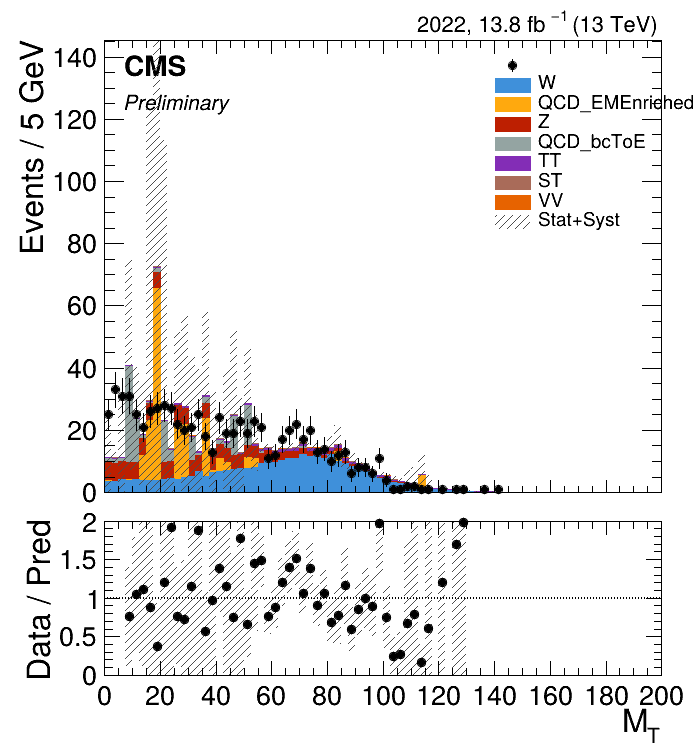 2022, 13.8 fb⁻¹ (13 TeV)
CMS
Preliminary
Events / 5 GeV
140
120
100
80
60
40
20
0
W
QCD_EMEnriched
Z
QCD_bcToE
TT
ST
VV
Stat+Syst
Data / Pred
2
1.5
1
0.5
0
0 20 40 60 80 100 120 140 160 180 200
M_T